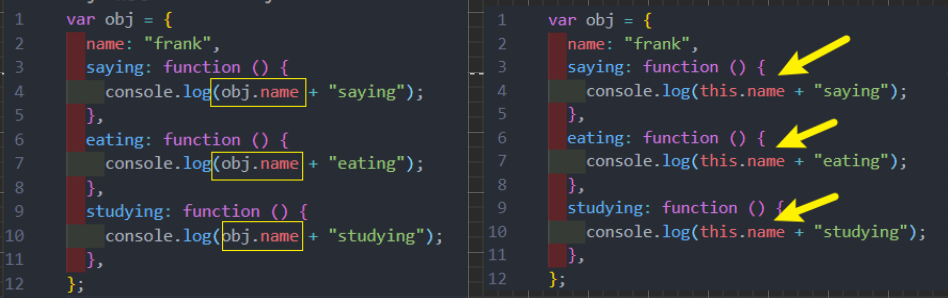 1 var obj = {
2 name: "frank",
3 saying: function () {
4 console.log(obj.name + "saying");
5 },
6 eating: function () {
7 console.log(obj.name + "eating");
8 },
9 studying: function () {
10 console.log(obj.name + "studying");
11 },
12 };
1 var obj = {
2 name: "frank",
3 saying: function () {
4 console.log(this.name + "saying");
5 },
6 eating: function () {
7 console.log(this.name + "eating");
8 },
9 studying: function () {
10 console.log(this.name + "studying");
11 },
12 };